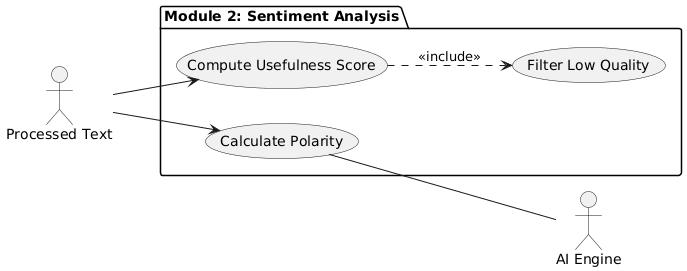 Module 2: Sentiment Analysis
Compute Usefulness Score
«include»
Filter Low Quality
Processed Text
Calculate Polarity
AI Engine